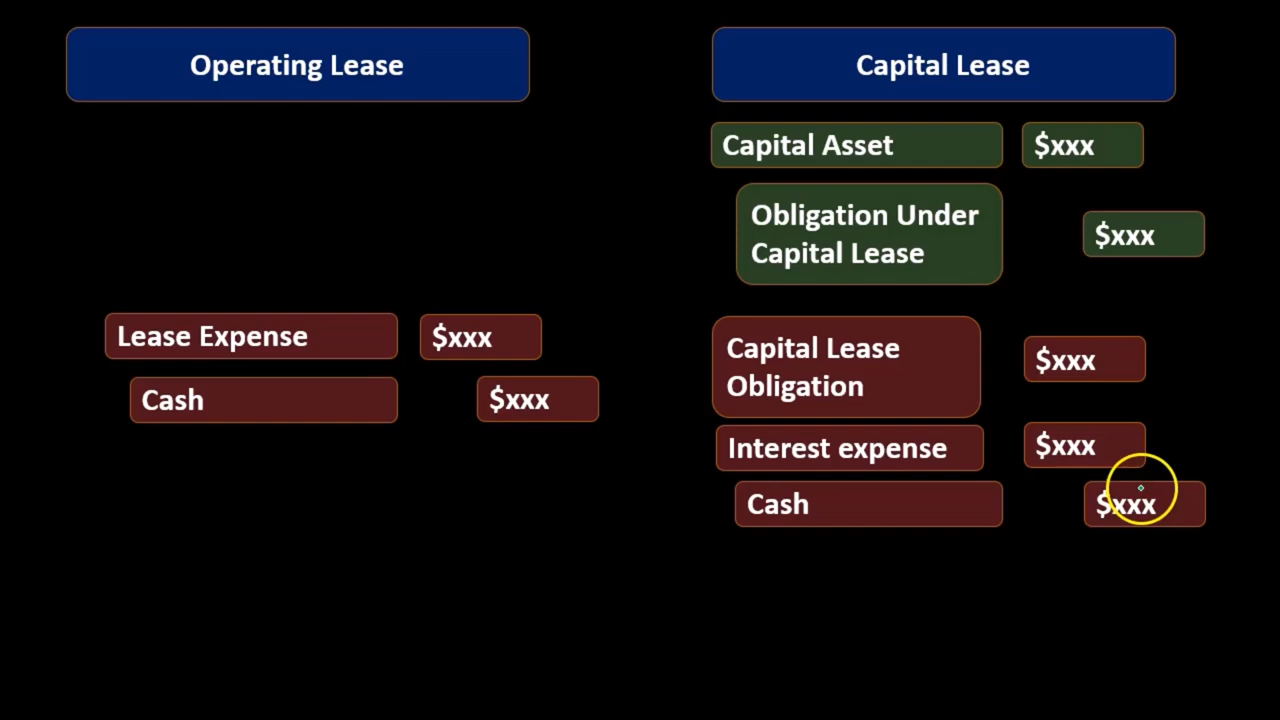 Operating Lease
Capital Lease
Capital Asset $xxx
Obligation Under
Capital Lease
$xxx
Lease Expense $xxx
Cash $xxx
Capital Lease
Obligation
$xxx
Interest expense $xxx
Cash $xxx